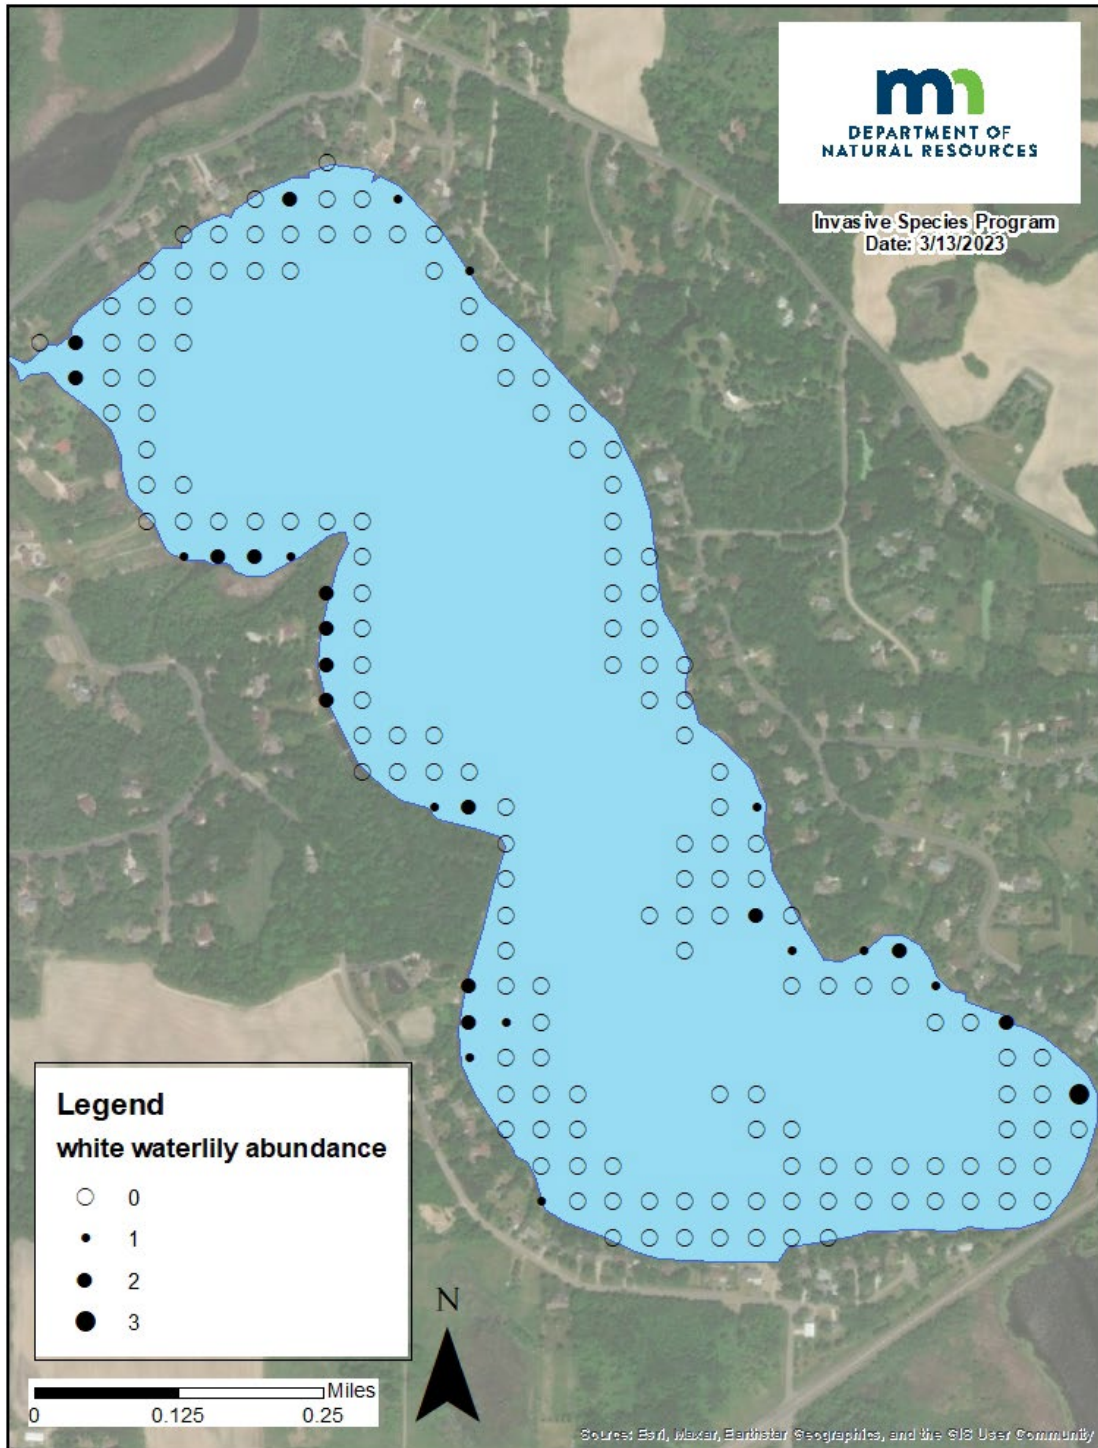 mn
DEPARTMENT OF
NATURAL RESOURCES
Invasive Species Program
Date: 3/13/2023
Legend
white waterlily abundance
0
1
2
3
N
Miles
0 0.125 0.25
Source: Esri, Maxar, Earthstar Geographics, and the GIS User Community